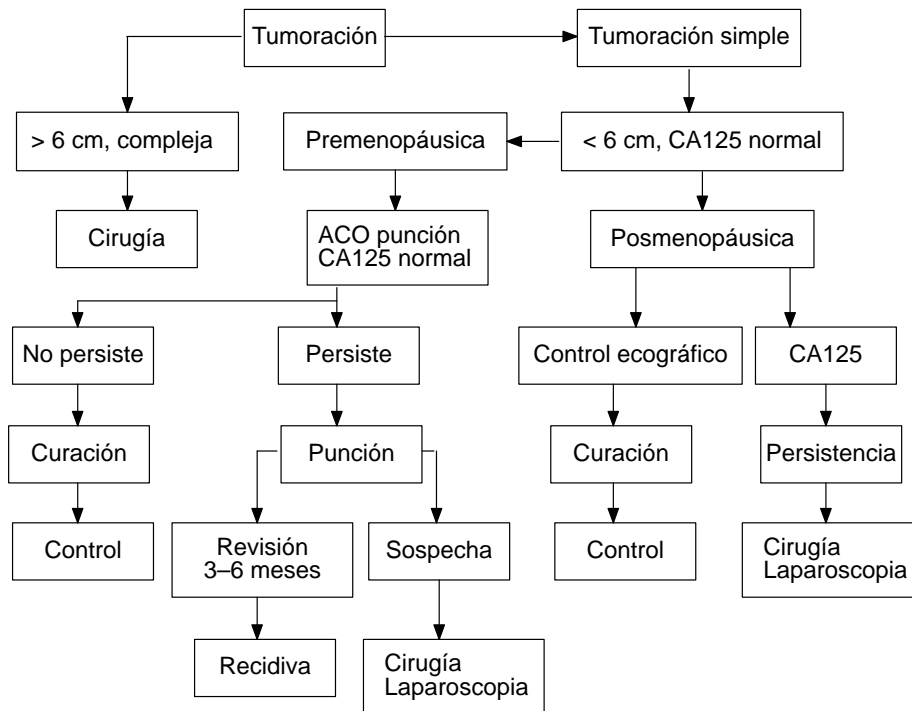 Tumoración
Tumoración simple
> 6 cm, compleja
Premenopáusica
< 6 cm, CA125 normal
Cirugía
ACO punción
CA125 normal
Posmenopáusica
No persiste
Persiste
Control ecográfico
CA125
Curación
Punción
Curación
Persistencia
Control
Revisión
3–6 meses
Sospecha
Control
Cirugía
Laparoscopia
Recidiva
Cirugía
Laparoscopia